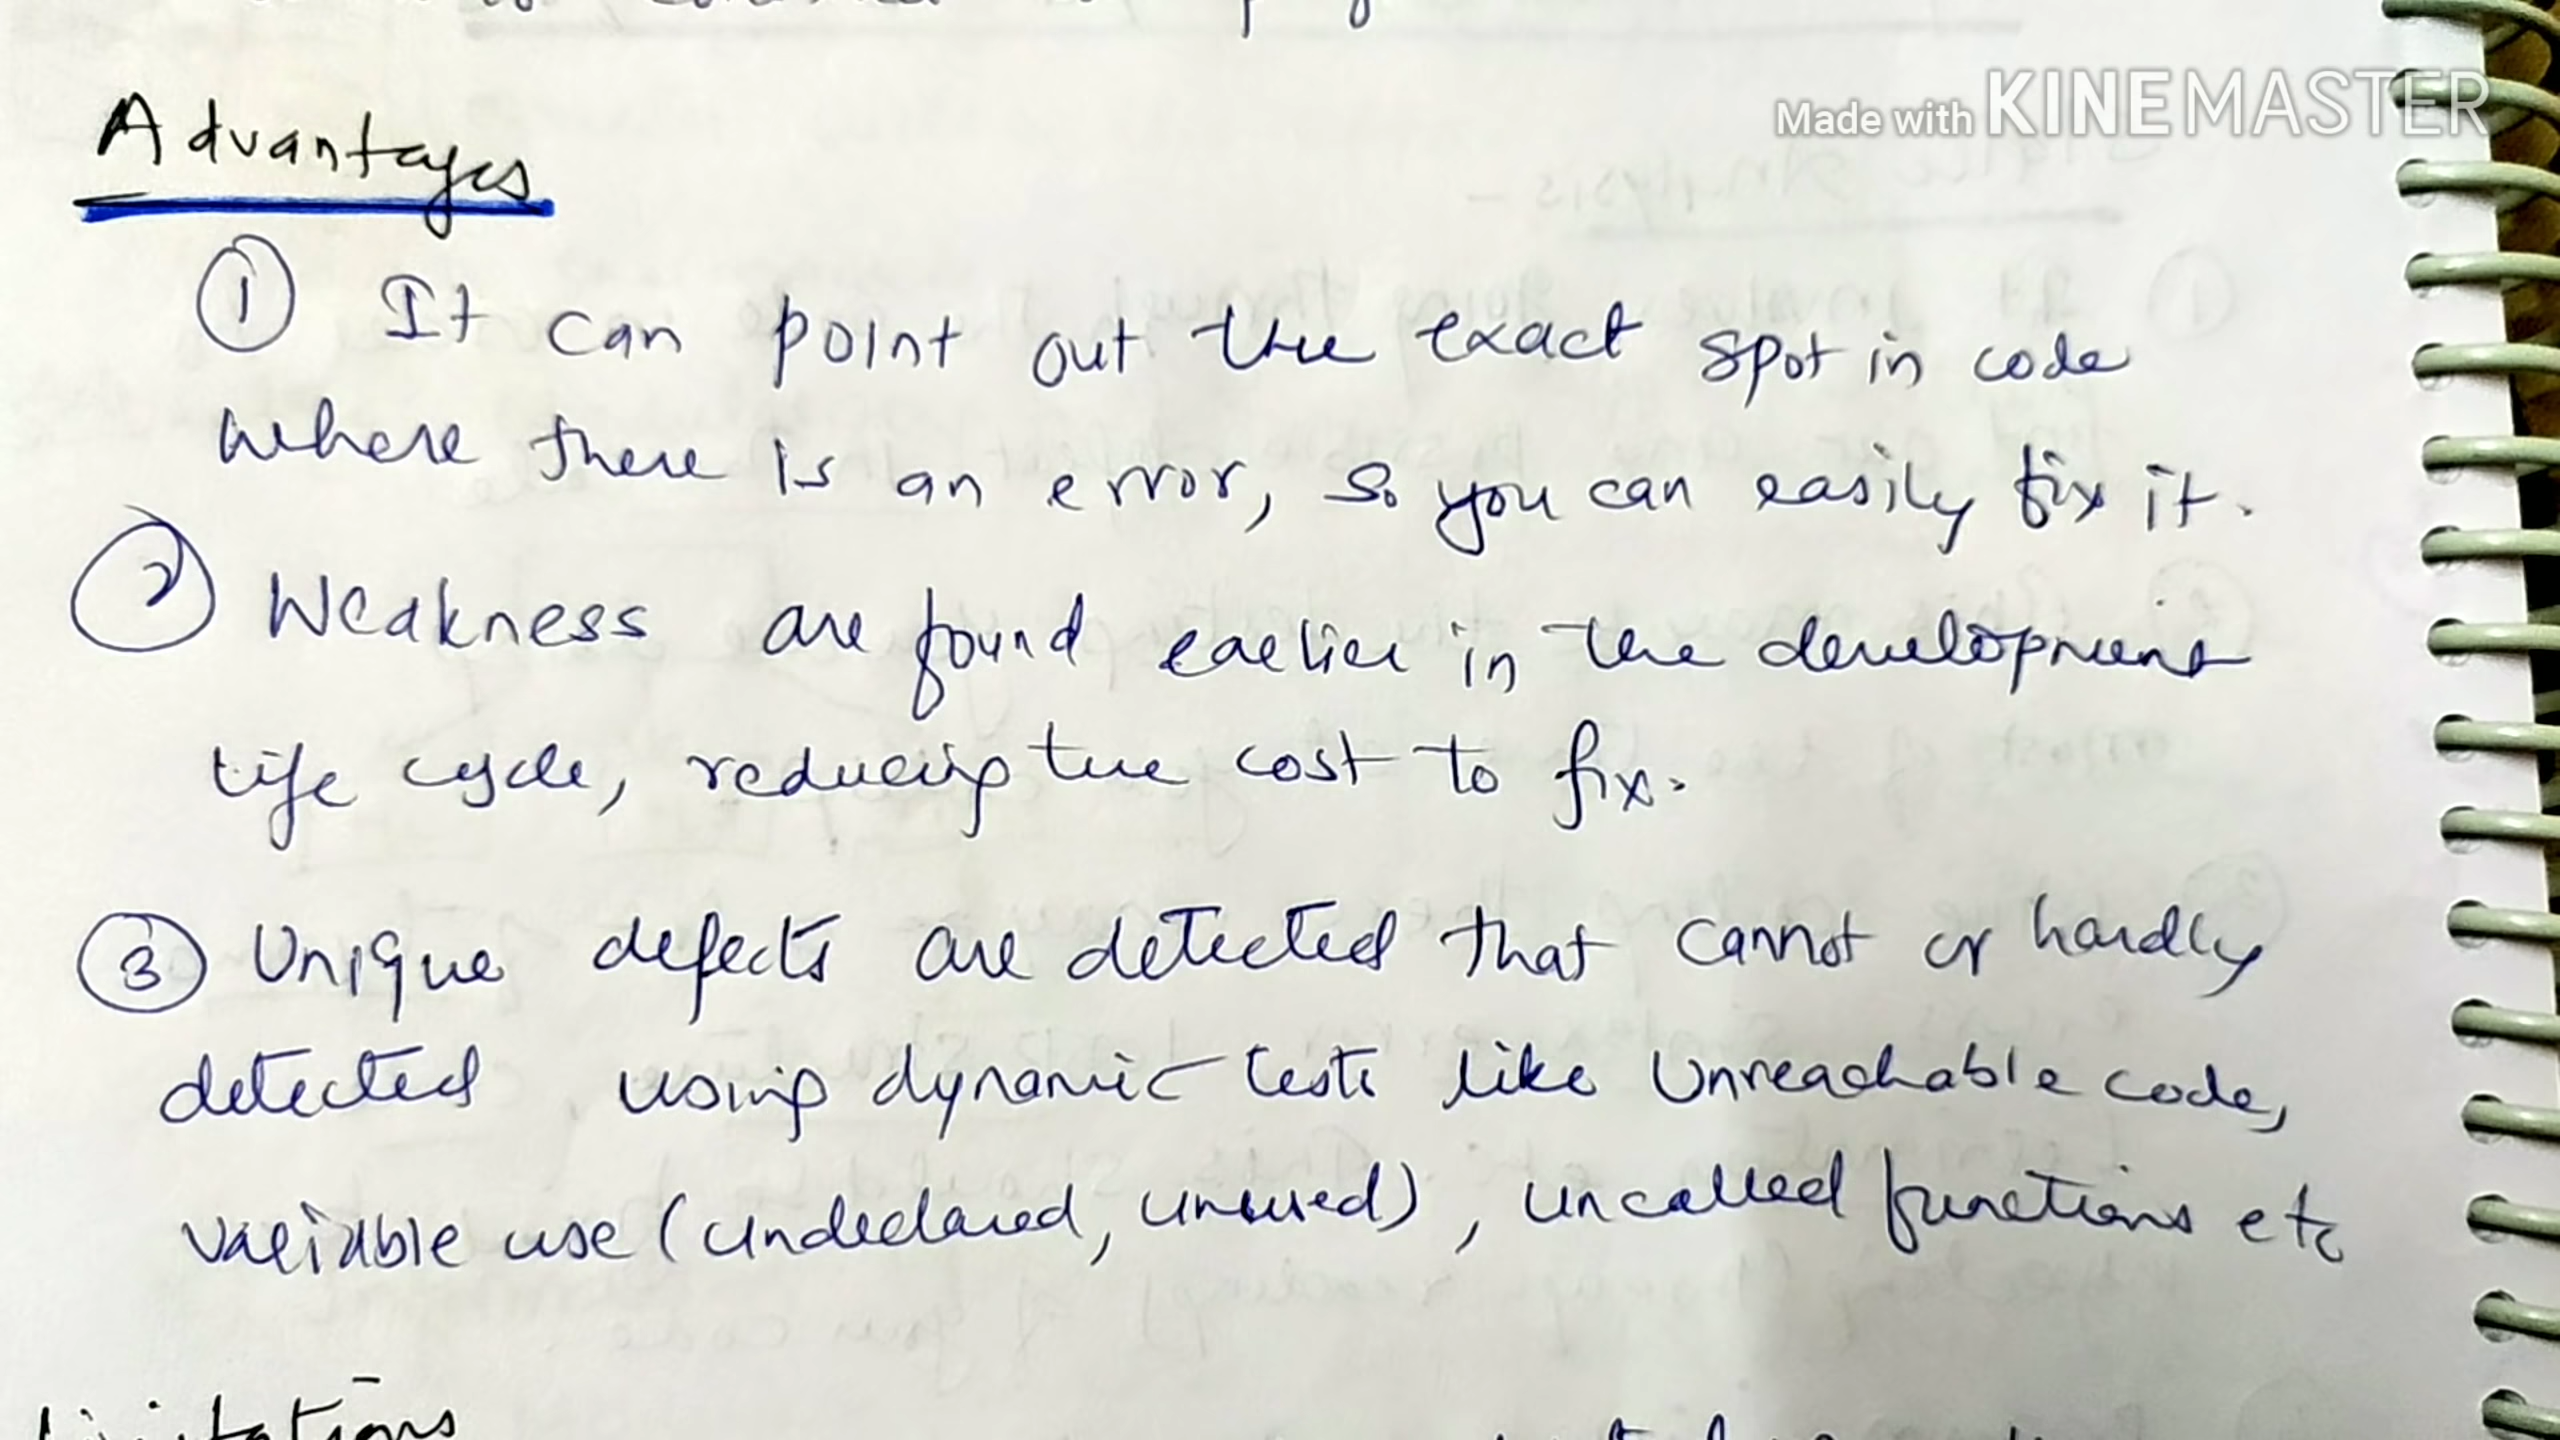 Made with KINEMASTER
Advantages
① It can point out the exact spot in code
where there is an error, so you can easily fix it.
② Weakness are found earlier in the development
life cycle, reducing the cost to fix.
③ Unique defects are detected that cannot or hardly
detected using dynamic tests like Unreachable code,
variable use (undeclared, unused), uncalled functions etc
Limitations